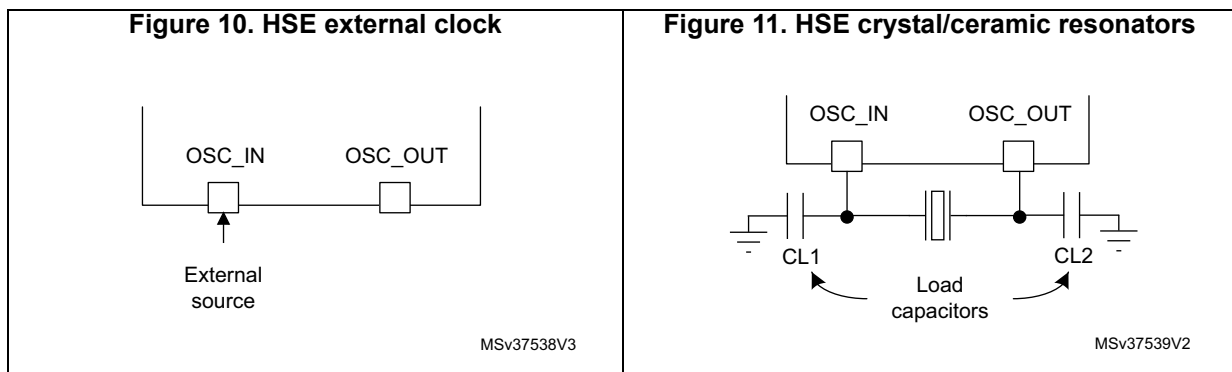 Figure 10. HSE external clock
OSC_IN
OSC_OUT
External
source
MSv37538V3
Figure 11. HSE crystal/ceramic resonators
OSC_IN
OSC_OUT
CL1
CL2
Load
capacitors
MSv37539V2